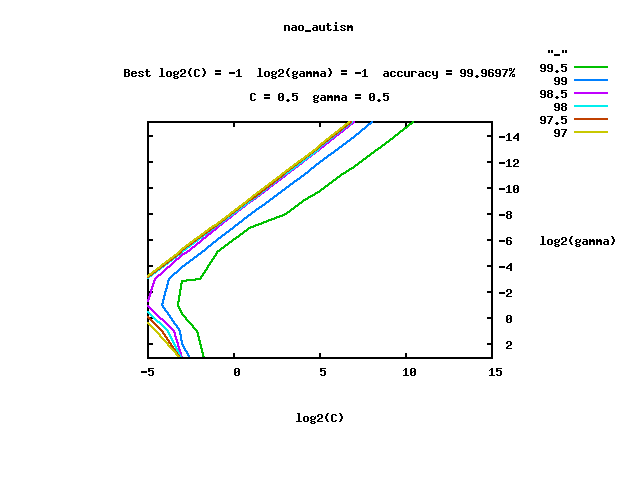 nao_autism
Best log2(C) = -1  log2(gamma) = -1  accuracy = 99.9697%
C = 0.5  gamma = 0.5
"-"
99.5
99
98.5
98
97.5
97
-14
-12
-10
-8
-6
-4
-2
0
2
log2(gamma)
-5 0 5 10 15
log2(C)